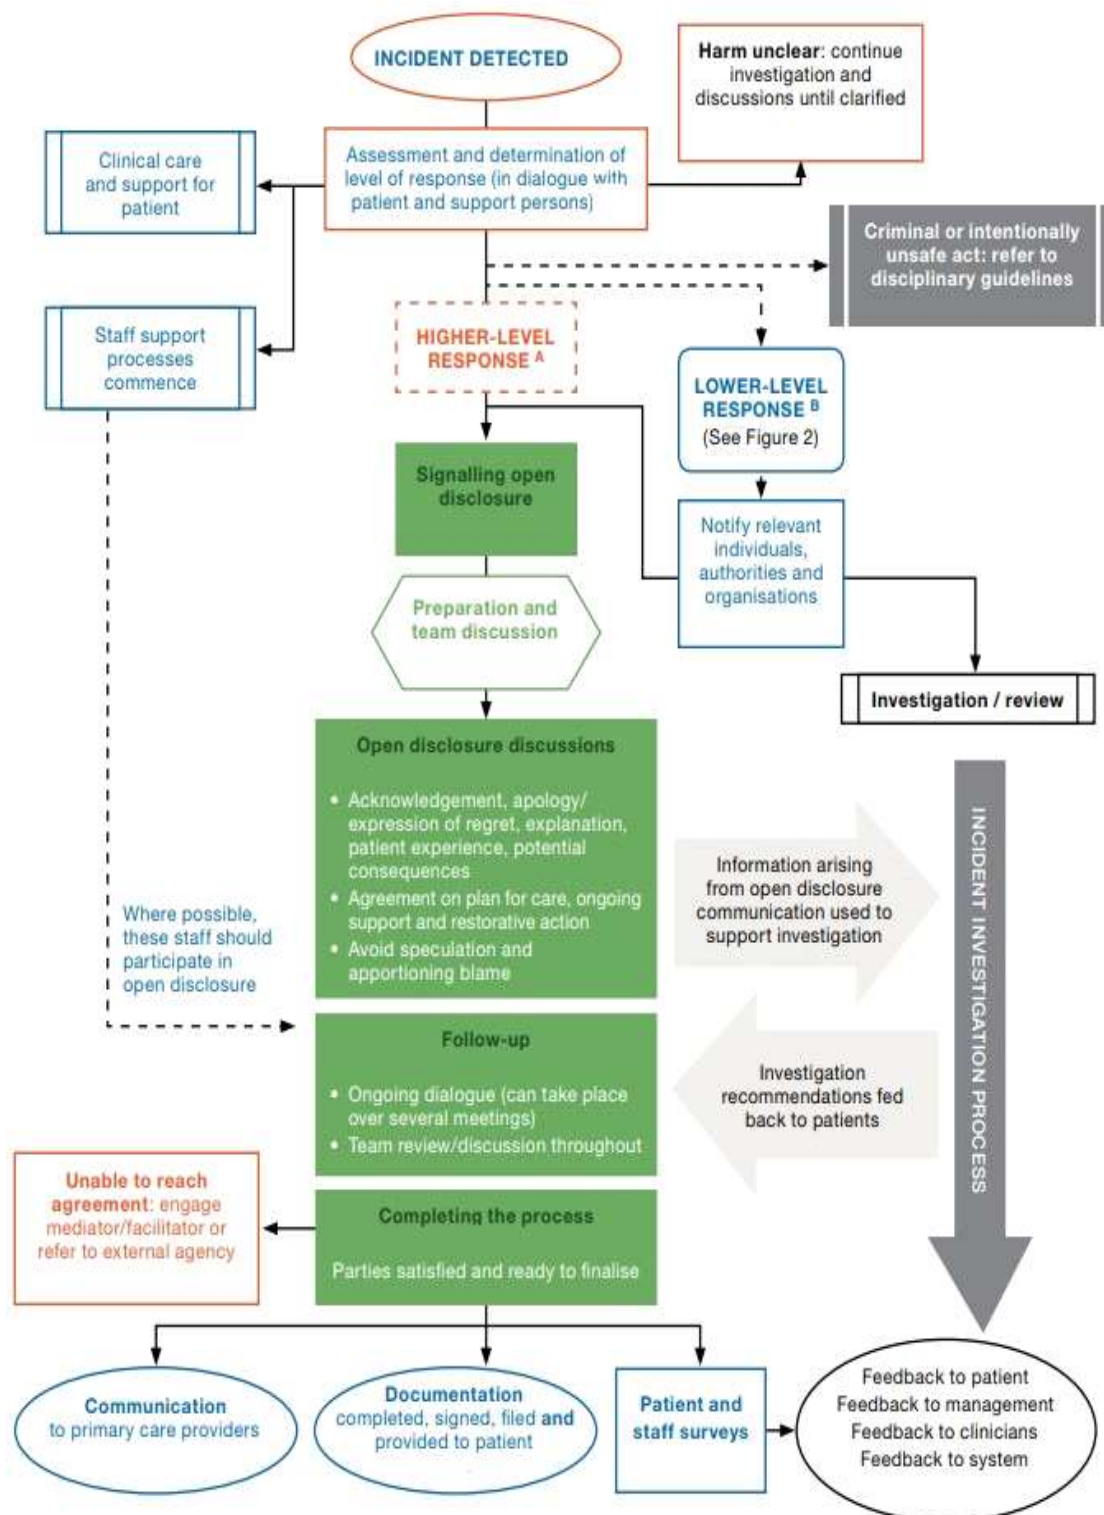 INCIDENT DETECTED
Harm unclear: continue
investigation and
discussions until clarified
Clinical care
and support for
patient
Assessment and determination of
level of response (in dialogue with
patient and support persons)
Criminal or intentionally
unsafe act: refer to
disciplinary guidelines
Staff support
processes
commence
HIGHER-LEVEL
RESPONSE A
LOWER-LEVEL
RESPONSE B
(See Figure 2)
Signalling open
disclosure
Notify relevant
individuals,
authorities and
organisations
Preparation and
team discussion
Investigation / review
Open disclosure discussions
• Acknowledgement, apology/
expression of regret, explanation,
patient experience, potential
consequences
• Agreement on plan for care, ongoing
support and restorative action
• Avoid speculation and
apportioning blame
Information arising
from open disclosure
communication used to
support investigation
INCIDENT INVESTIGATION PROCESS
Where possible,
these staff should
participate in
open disclosure
Follow-up
• Ongoing dialogue (can take place
over several meetings)
• Team review/discussion throughout
Investigation
recommendations fed
back to patients
Unable to reach
agreement: engage
mediator/facilitator or
refer to external agency
Completing the process
Parties satisfied and ready to finalise
Communication
to primary care providers
Documentation
completed, signed, filed and
provided to patient
Patient and
staff surveys
Feedback to patient
Feedback to management
Feedback to clinicians
Feedback to system